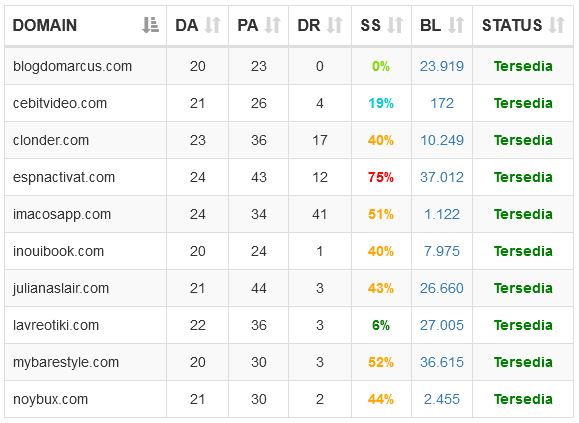 DOMAIN DA PA DR SS BL STATUS
blogdomarcus.com 20 23 0 0% 23.919 Tersedia
cebitvideo.com 21 26 4 19% 172 Tersedia
clonder.com 23 36 17 40% 10.249 Tersedia
espnactivat.com 24 43 12 75% 37.012 Tersedia
imacosapp.com 24 34 41 51% 1.122 Tersedia
inouibook.com 20 24 1 40% 7.975 Tersedia
julianaslair.com 21 44 3 43% 26.660 Tersedia
lavreotiki.com 22 36 3 6% 27.005 Tersedia
mybarestyle.com 20 30 3 52% 36.615 Tersedia
noybux.com 21 30 2 44% 2.455 Tersedia